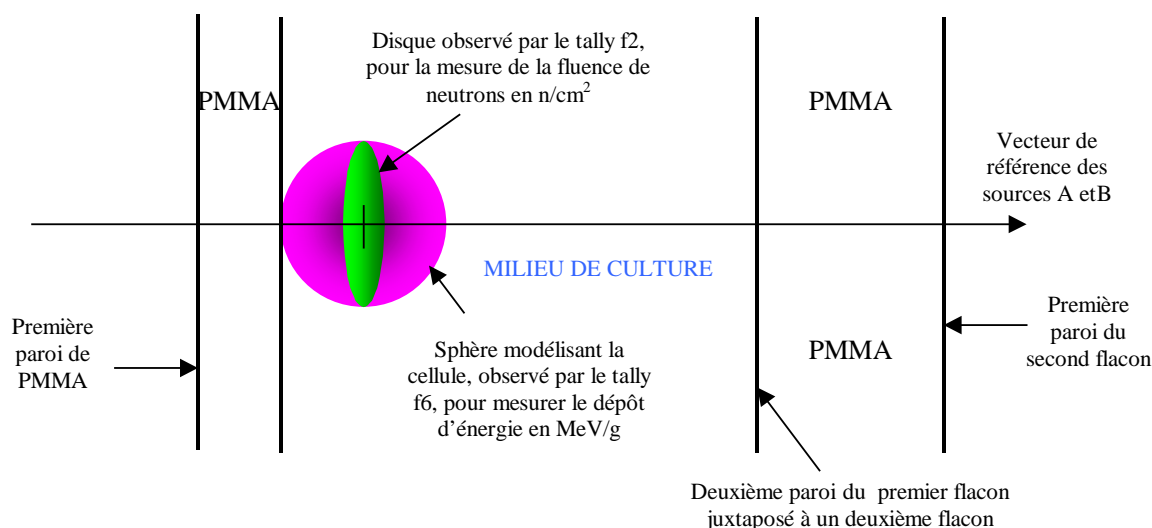 Disque observé par le tally f2,
pour la mesure de la fluence de
neutrons en n/cm²
PMMA
PMMA
Vecteur de
référence des
sources A etB
MILIEU DE CULTURE
Première
paroi de
PMMA
Sphère modélisant la
cellule, observé par le tally
f6, pour mesurer le dépôt
d'énergie en MeV/g
PMMA
Première
paroi du
second flacon
Deuxième paroi du premier flacon
juxtaposé à un deuxième flacon